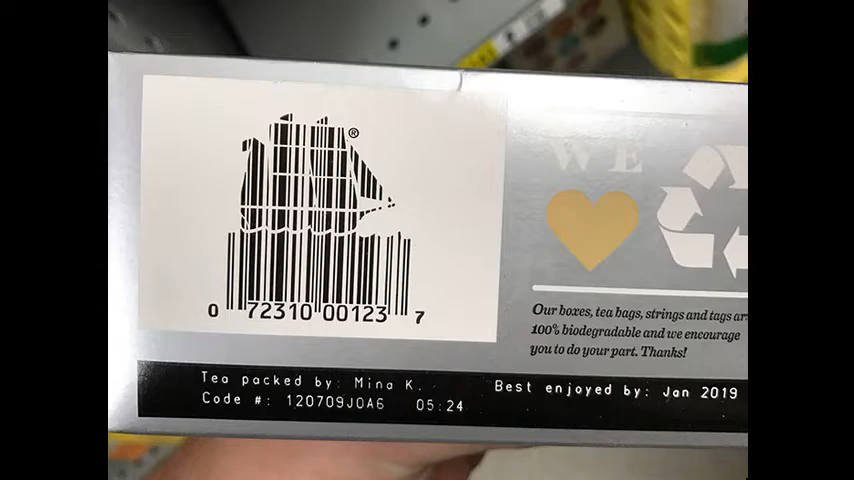 ®
WE
0 72310 00123 7
Our boxes, tea bags, strings and tags
100% biodegradable and we encourage
you to do your part. Thanks!
Tea packed by: Mina K.
Best enjoyed by: Jan 2019
Code #: 120709J0A6 05:24